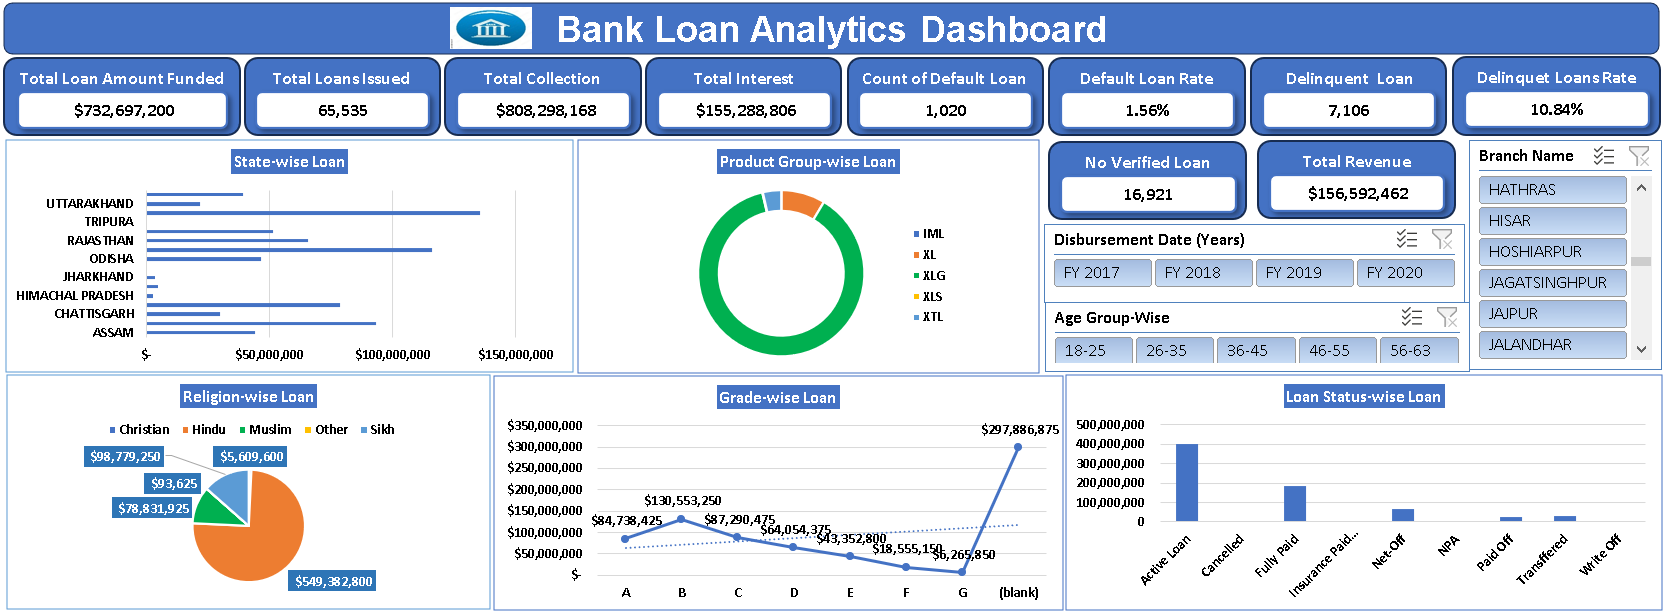 Bank Loan Analytics Dashboard
Total Loan Amount Funded
$732,697,200
Total Loans Issued
65,535
Total Collection
$808,298,168
Total Interest
$155,288,806
Count of Default Loan
1,020
Default Loan Rate
1.56%
Delinquent Loan
7,106
Delinquet Loans Rate
10.84%
State-wise Loan
UTTARAKHAND
TRIPURA
RAJASTHAN
ODISHA
JHARKHAND
HIMACHAL PRADESH
CHATTISGARH
ASSAM
$-
$50,000,000
$100,000,000
$150,000,000
Product Group-wise Loan
IML
XL
XLG
XLS
XTL
No Verified Loan
16,921
Total Revenue
$156,592,462
Disbursement Date (Years)
FY 2017
FY 2018
FY 2019
FY 2020
Age Group-Wise
18-25
26-35
36-45
46-55
56-63
Branch Name
HATHRAS
HISAR
HOSHIARPUR
JAGATSINGHPUR
JAJPUR
JALANDHAR
Religion-wise Loan
Christian
Hindu
Muslim
Other
Sikh
$98,779,250
$5,609,600
$93,625
$78,831,925
$549,382,800
Grade-wise Loan
$350,000,000
$300,000,000
$250,000,000
$200,000,000
$150,000,000
$100,000,000
$50,000,000
$-
$84,738,425
$130,553,250
$87,290,475
$64,054,375
$43,352,800
$18,555,150
$6,265,850
$297,886,875
A
B
C
D
E
F
G
(blank)
Loan Status-wise Loan
500,000,000
400,000,000
300,000,000
200,000,000
100,000,000
0
Active Loan
Cancelled
Fully Paid
Insurance Paid...
Net-Off
NPA
Paid Off
Transffered
Write Off